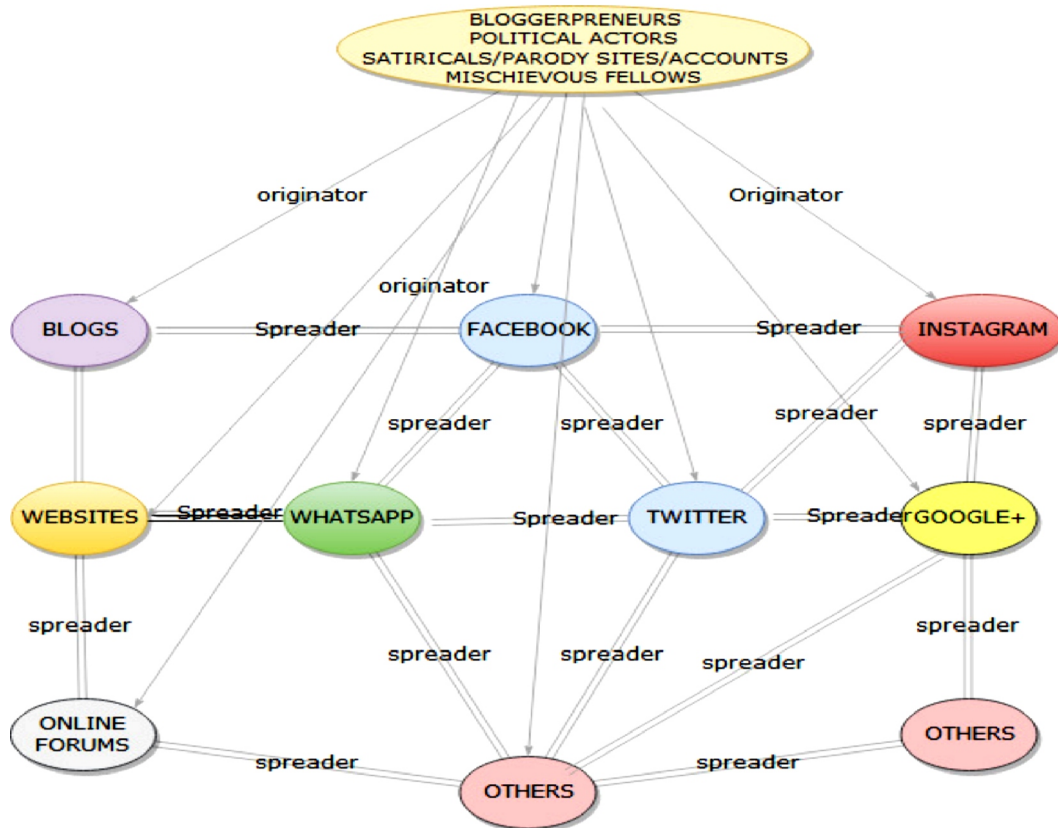 BLOGGERPRENEURS
POLITICAL ACTORS
SATIRICALS/PARODY SITES/ACCOUNTS
MISCHIEVOUS FELLOWS
originator
Originator
originator
BLOGS
Spreader
FACEBOOK
Spreader
INSTAGRAM
spreader
spreader
spreader
spreader
WEBSITES
Spreader
WHATSAPP
Spreader
TWITTER
Spreader
GOOGLE+
spreader
spreader
spreader
spreader
spreader
ONLINE
FORUMS
OTHERS
spreader
spreader
OTHERS